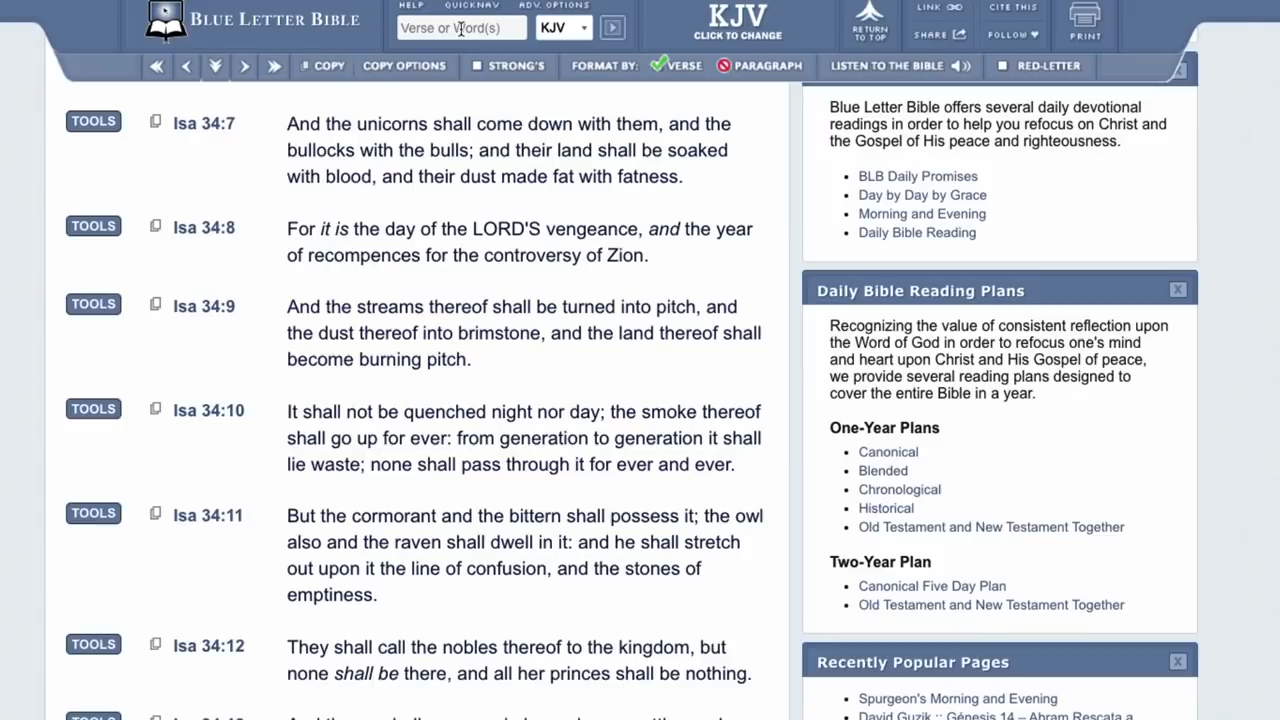 HELP QUICKNAV ADV. OPTIONS
BLUE LETTER BIBLE
Verse or Word(s)
KJV
KJV
CLICK TO CHANGE
RETURN
TO TOP
LINK
SHARE
CITE THIS
FOLLOW
PRINT
COPY COPY OPTIONS STRONG'S FORMAT BY: VERSE PARAGRAPH LISTEN TO THE BIBLE RED-LETTER
TOOLS
Isa 34:7
And the unicorns shall come down with them, and the
bullocks with the bulls; and their land shall be soaked
with blood, and their dust made fat with fatness.
TOOLS
Isa 34:8
For it is the day of the LORD'S vengeance, and the year
of recompences for the controversy of Zion.
TOOLS
Isa 34:9
And the streams thereof shall be turned into pitch, and
the dust thereof into brimstone, and the land thereof shall
become burning pitch.
TOOLS
Isa 34:10
It shall not be quenched night nor day; the smoke thereof
shall go up for ever: from generation to generation it shall
lie waste; none shall pass through it for ever and ever.
TOOLS
Isa 34:11
But the cormorant and the bittern shall possess it; the owl
also and the raven shall dwell in it: and he shall stretch
out upon it the line of confusion, and the stones of
emptiness.
TOOLS
Isa 34:12
They shall call the nobles thereof to the kingdom, but
none shall be there, and all her princes shall be nothing.
Blue Letter Bible offers several daily devotional
readings in order to help you refocus on Christ and
the Gospel of His peace and righteousness.
BLB Daily Promises
Day by Day by Grace
Morning and Evening
Daily Bible Reading
Daily Bible Reading Plans
Recognizing the value of consistent reflection upon
the Word of God in order to refocus one's mind
and heart upon Christ and His Gospel of peace,
we provide several reading plans designed to
cover the entire Bible in a year.
One-Year Plans
Canonical
Blended
Chronological
Historical
Old Testament and New Testament Together
Two-Year Plan
Canonical Five Day Plan
Old Testament and New Testament Together
Recently Popular Pages
Spurgeon's Morning and Evening
David Guzik :: Génesis 14 – Abram Rescata a